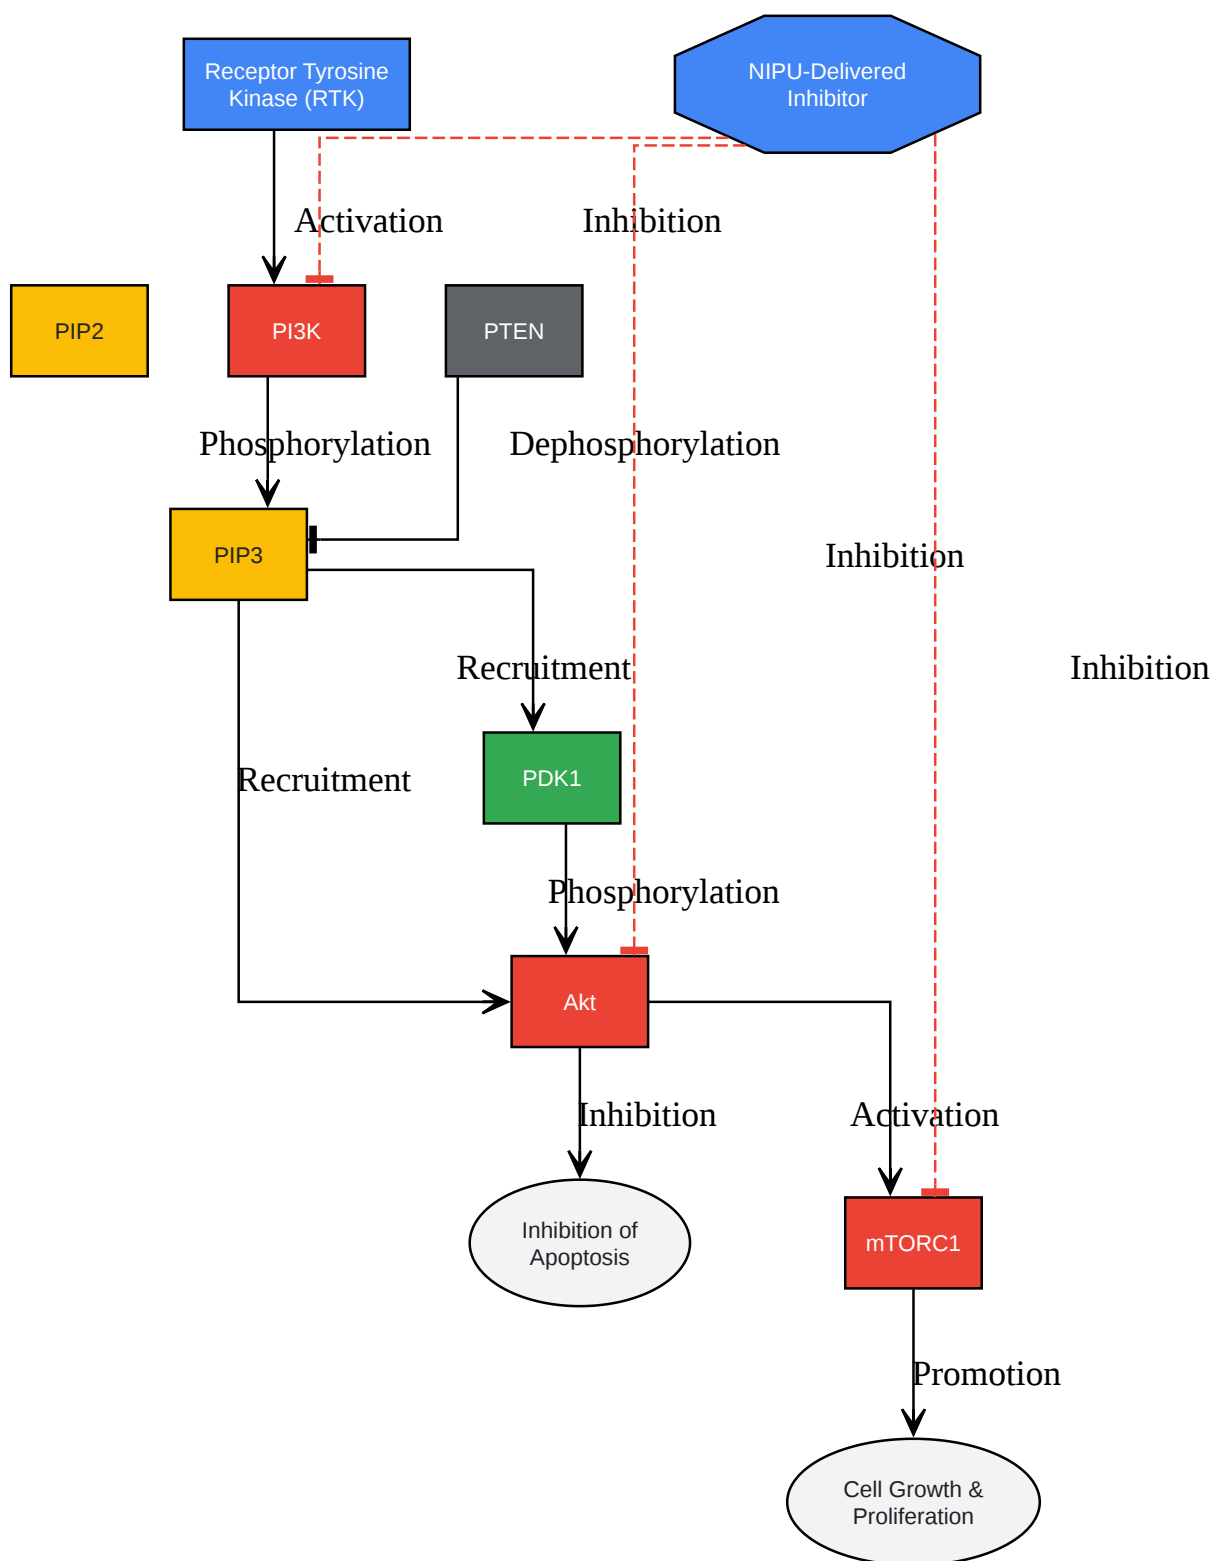 Receptor Tyrosine
Kinase (RTK)
NIPU-Delivered
Inhibitor
Activation
Inhibition
PIP2
PI3K
PTEN
Phosphorylation
Dephosphorylation
PIP3
Inhibition
Recruitment
Inhibition
PDK1
Recruitment
Phosphorylation
Akt
Inhibition
Activation
Inhibition of
Apoptosis
mTORC1
Promotion
Cell Growth &
Proliferation